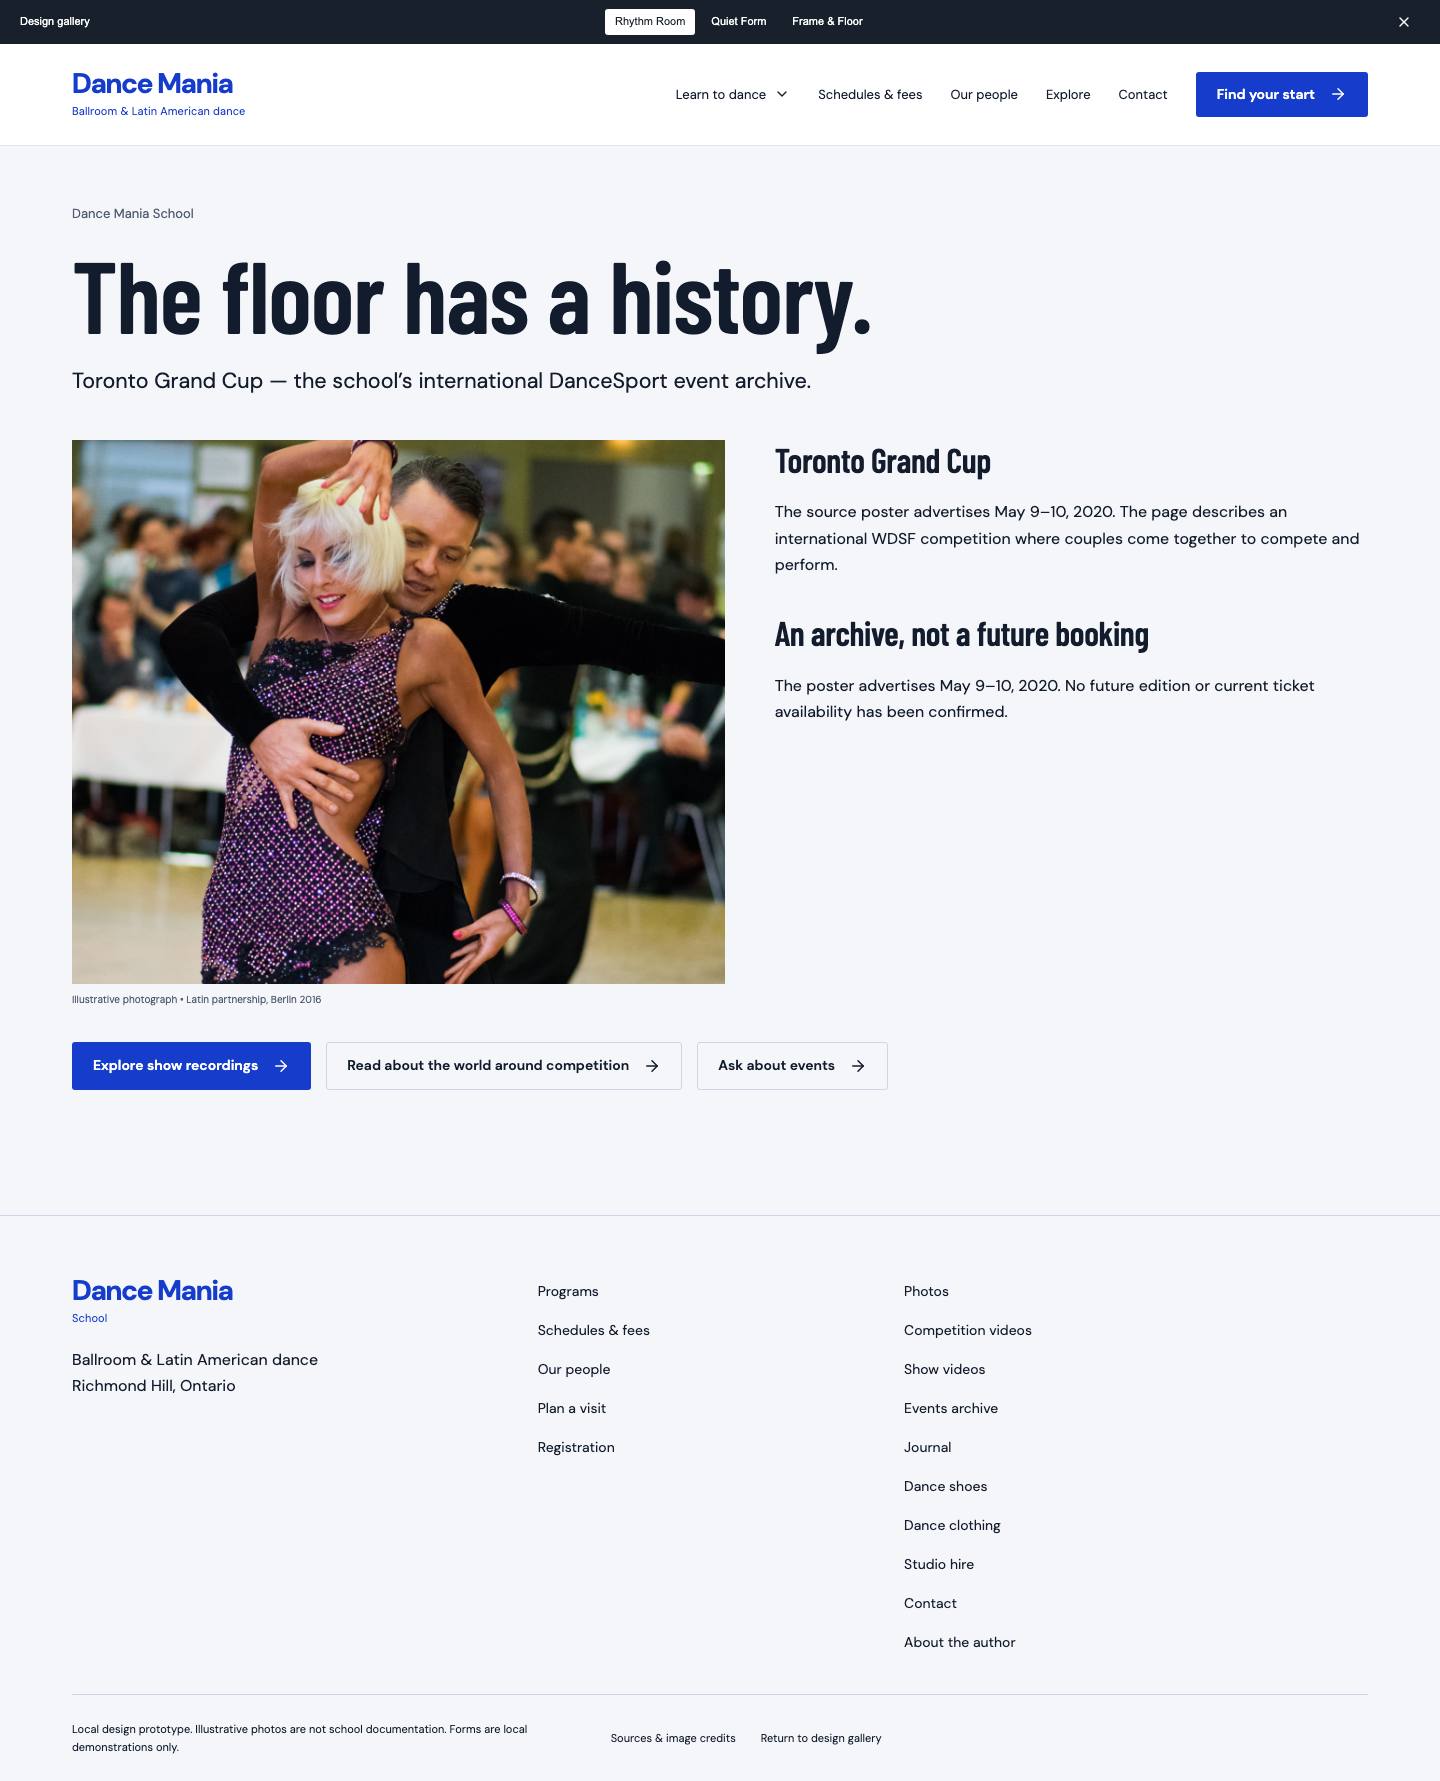 Design gallery
Rhythm Room
Quiet Form
Frame & Floor
Dance Mania
Ballroom & Latin American dance
Learn to dance
Schedules & fees
Our people
Explore
Contact
Find your start
Dance Mania School
The floor has a history.
Toronto Grand Cup — the school’s international DanceSport event archive.
Toronto Grand Cup
The source poster advertises May 9–10, 2020. The page describes an
international WDSF competition where couples come together to compete and
perform.
An archive, not a future booking
The poster advertises May 9–10, 2020. No future edition or current ticket
availability has been confirmed.
Illustrative photograph • Latin partnership, Berlin 2016
Explore show recordings
Read about the world around competition
Ask about events
Dance Mania
School
Ballroom & Latin American dance
Richmond Hill, Ontario
Programs
Schedules & fees
Our people
Plan a visit
Registration
Photos
Competition videos
Show videos
Events archive
Journal
Dance shoes
Dance clothing
Studio hire
Contact
About the author
Local design prototype. Illustrative photos are not school documentation. Forms are local
demonstrations only.
Sources & image credits
Return to design gallery